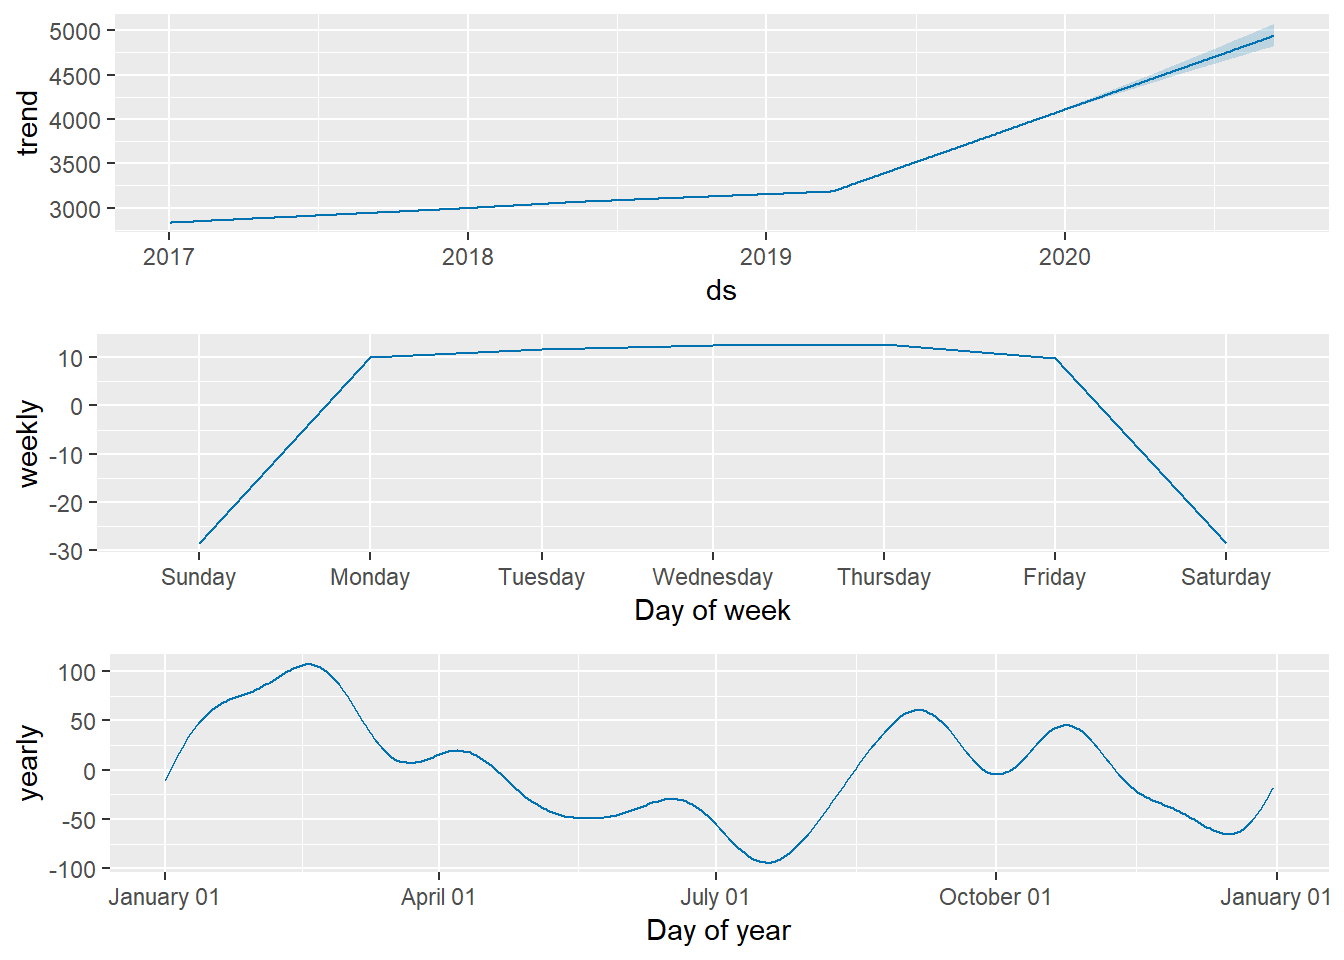 5000
4500
4000
3500
3000
trend
2017 2018 2019 2020
ds
10
0
-10
-20
-30
weekly
Sunday Monday Tuesday Wednesday Thursday Friday Saturday
Day of week
100
50
0
-50
-100
yearly
January 01 April 01 July 01 October 01 January 01
Day of year